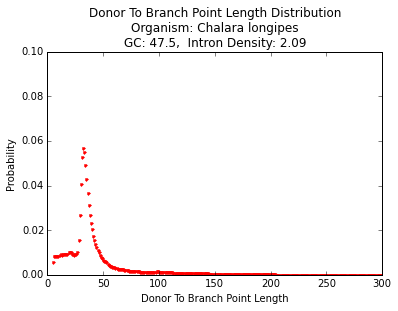 Donor To Branch Point Length Distribution
Organism: Chalara longipes
GC: 47.5,  Intron Density: 2.09
0.10
0.08
0.06
0.04
0.02
0.00
Probability
0 50 100 150 200 250 300
Donor To Branch Point Length